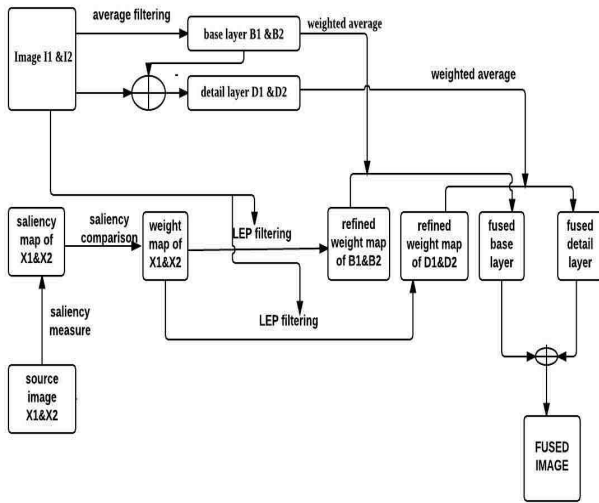 average filtering
Image I1 &I2
base layer B1 &B2
weighted average
-
detail layer D1 &D2
weighted average
saliency
map of
X1&X2
saliency
comparison
weight
map of
X1&X2
LEP filtering
LEP filtering
refined
weight map
of B1&B2
refined
weight map
of D1&D2
fused
base
layer
fused
detail
layer
saliency
measure
source
image
X1&X2
FUSED
IMAGE